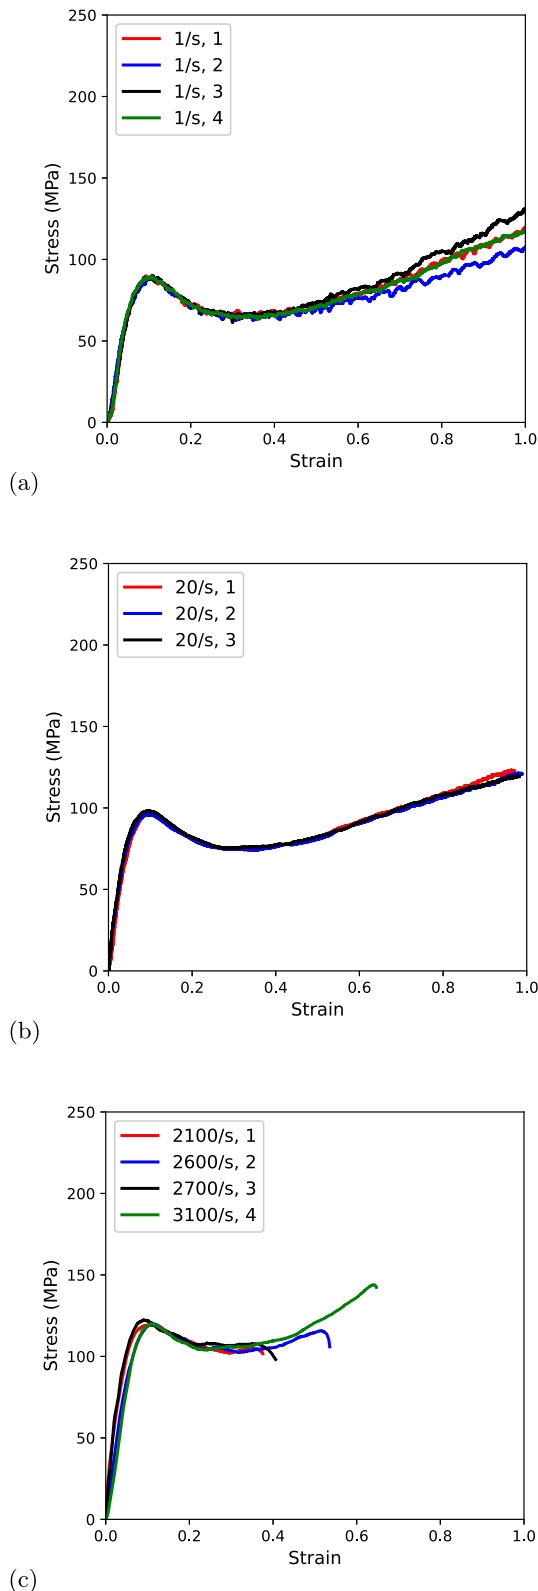 250
200
150
100
50
0
Stress (MPa)
1/s, 1
1/s, 2
1/s, 3
1/s, 4
0.0 0.2 0.4 0.6 0.8 1.0
Strain
(a)
250
200
150
100
50
0
Stress (MPa)
20/s, 1
20/s, 2
20/s, 3
0.0 0.2 0.4 0.6 0.8 1.0
Strain
(b)
250
200
150
100
50
0
Stress (MPa)
2100/s, 1
2600/s, 2
2700/s, 3
3100/s, 4
0.0 0.2 0.4 0.6 0.8 1.0
Strain
(c)